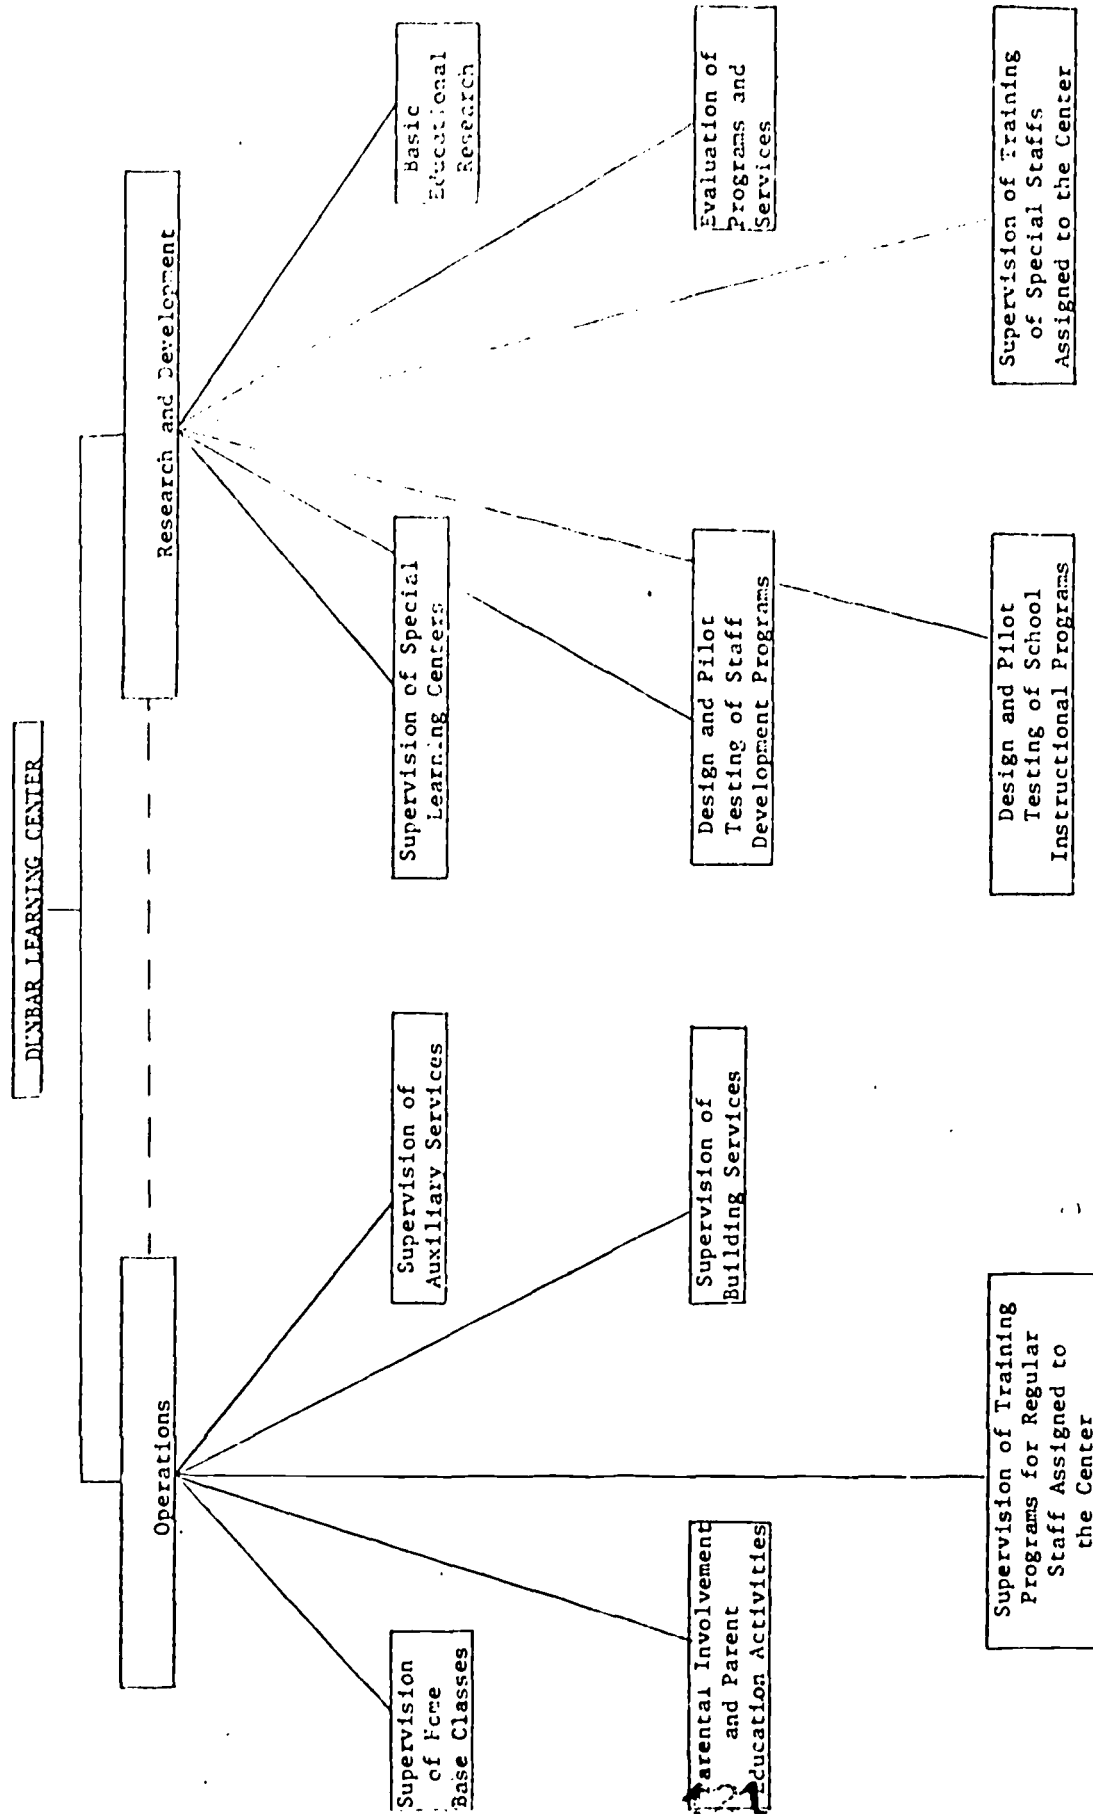 DUNBAR LEARNING CENTER
Operations
Research and Development
Supervision
of Home
Base Classes
Supervision of
Auxiliary Services
Supervision of Special
Learning Centers
Basic
Educational
Research
Parental Involvement
and Parent
Education Activities
Supervision of
Building Services
Design and Pilot
Testing of Staff
Development Programs
Evaluation of
Programs and
Services
Supervision of Training
Programs for Regular
Staff Assigned to
the Center
Design and Pilot
Testing of School
Instructional Programs
Supervision of Training
of Special Staffs
Assigned to the Center